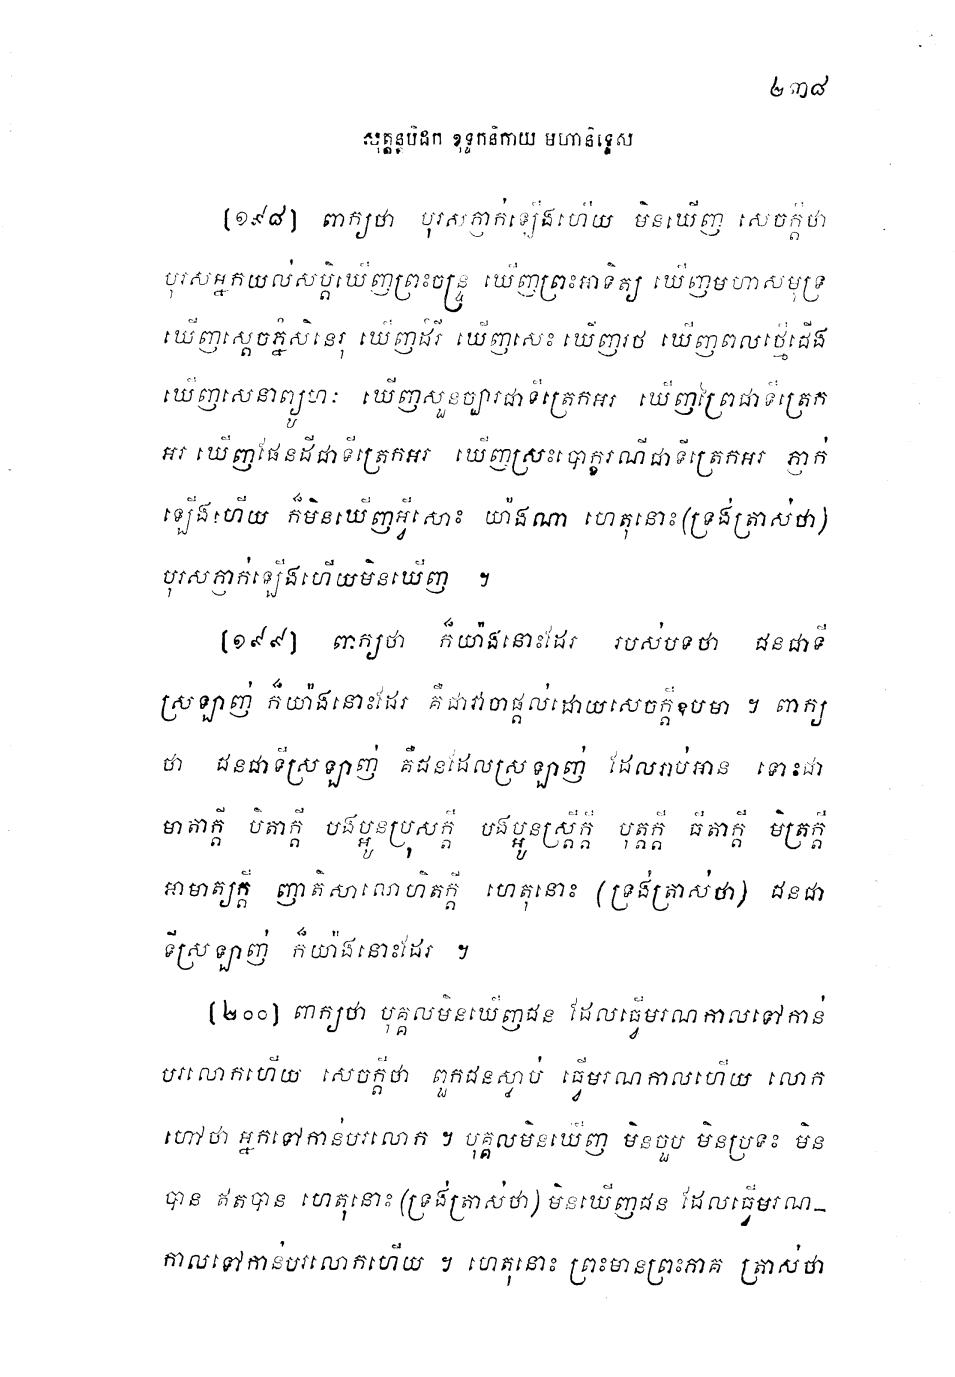 ២៣៨
សុត្តន្តបិដក ខុទ្ទកនិកាយ មហានិទ្ទេស
(១៩៨) ពាក្យថា បុរសភ្ញាក់ឡើងហើយ មិនឃើញ សេចក្តីថា
បុរសអ្នកយល់សប្តិឃើញព្រះចន្ទ្រ ឃើញព្រះអាទិត្យ ឃើញមហាសមុទ្រ
ឃើញស្តេចភ្នំសិនេរុ ឃើញដំរី ឃើញសេះ ឃើញរថ ឃើញពលថ្មើរជើង
ឃើញសេនាព្យូហៈ ឃើញសួនច្បារជាទីត្រេកអរ ឃើញព្រៃជាទីត្រេក
អរ ឃើញផែនដីជាទីត្រេកអរ ឃើញស្រះបោក្ខរណីជាទីត្រេកអរ ភ្ញាក់
ឡើងហើយ ក៏មិនឃើញអ្វីសោះ យ៉ាងណា ហេតុនោះ(ទ្រង់ត្រាស់ថា)
បុរសភ្ញាក់ឡើងហើយមិនឃើញ ។
(១៩៩) ពាក្យថា ក៏យ៉ាងនោះដែរ របស់បទថា ជនជាទី
ស្រឡាញ់ ក៏យ៉ាងនោះដែរ គឺជាវាចាផ្តល់ដោយសេចក្តីឧបមា ។ ពាក្យ
ថា ជនជាទីស្រឡាញ់ គឺជនដែលស្រឡាញ់ ដែលរាប់អាន ទោះជា
មាតាក្តី បិតាក្តី បងប្អូនប្រុសក្តី បងប្អូនស្រីក្តី បុត្តក្តី ធីតាក្តី មិត្រក្តី
អាមាត្យក្តី ញាតិសាលោហិតក្តី ហេតុនោះ (ទ្រង់ត្រាស់ថា) ជនជា
ទីស្រឡាញ់ ក៏យ៉ាងនោះដែរ ។
(២០០) ពាក្យថា បុគ្គលមិនឃើញជន ដែលធ្វើមរណកាលទៅកាន់
បរលោកហើយ សេចក្តីថា ពួកជនស្លាប់ ធ្វើមរណកាលហើយ លោក
ហៅថា អ្នកទៅកាន់បរលោក ។ បុគ្គលមិនឃើញ មិនចួប មិនប្រទះ មិន
បាន ឥតបាន ហេតុនោះ(ទ្រង់ត្រាស់ថា) មិនឃើញជន ដែលធ្វើមរណ-
កាលទៅកាន់បរលោកហើយ ។ ហេតុនោះ ព្រះមានព្រះភាគ ត្រាស់ថា